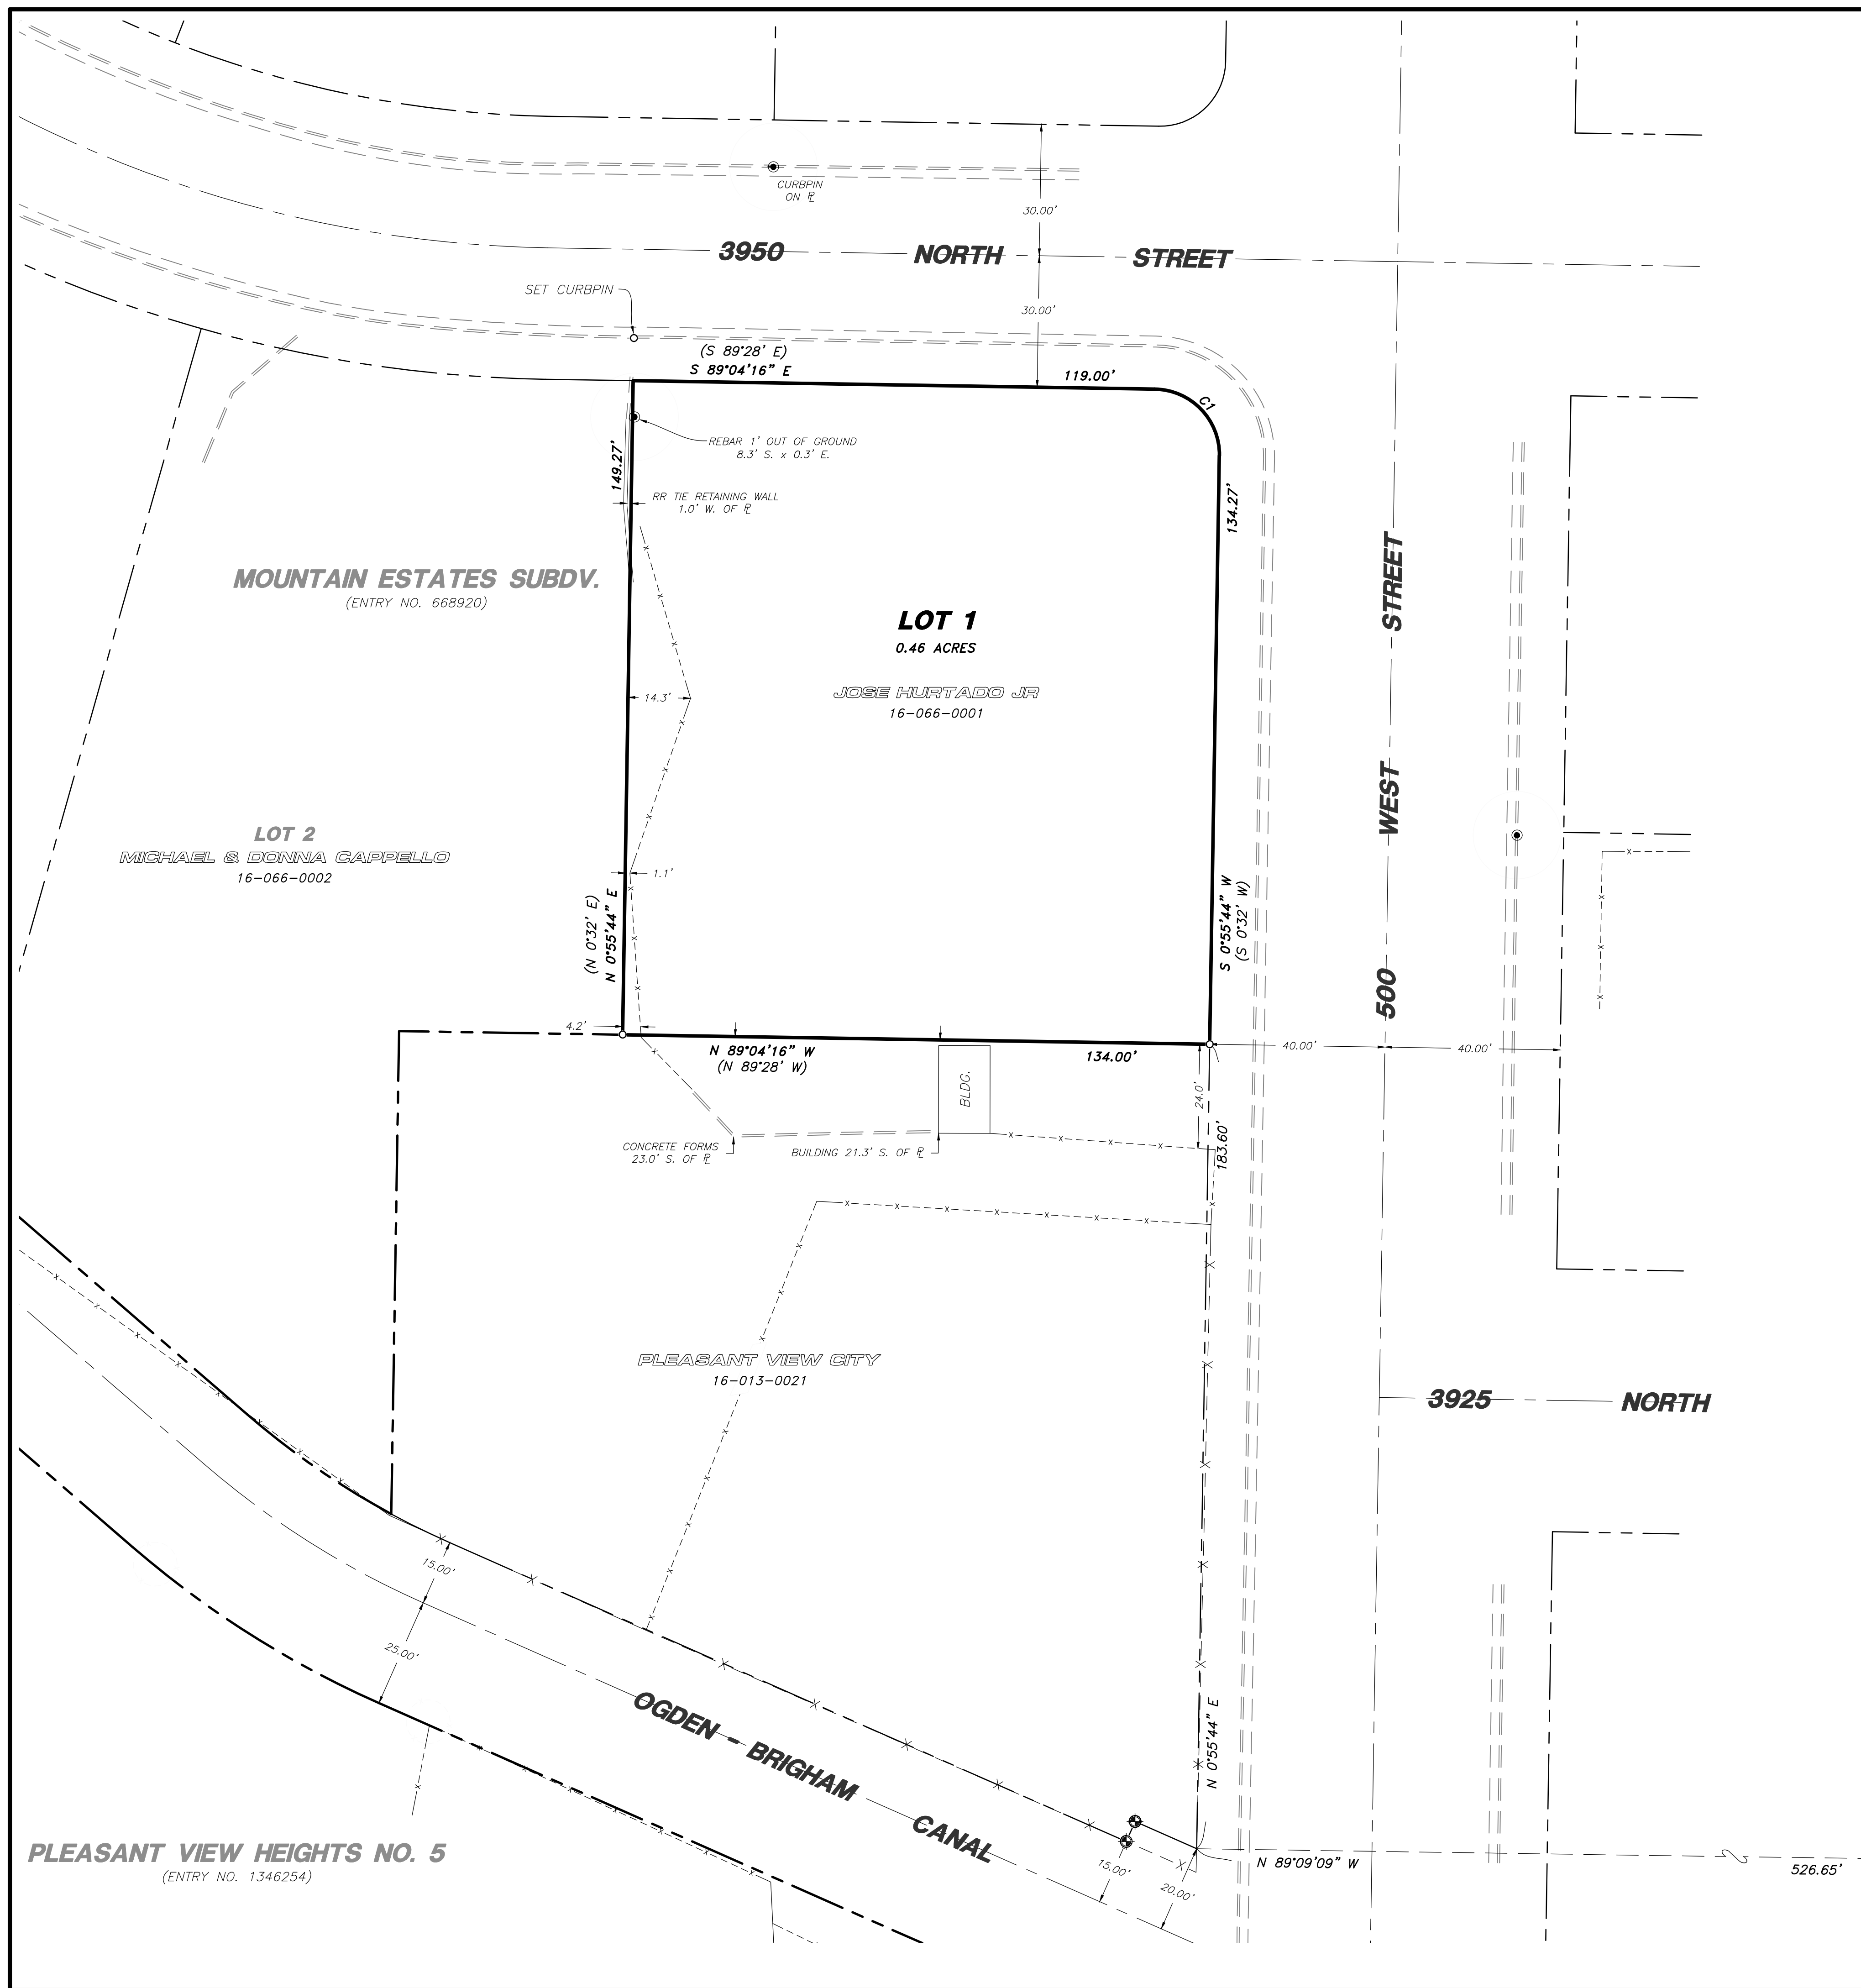 CURBPIN
ON ℙL
30.00'
3950 NORTH STREET
SET CURBPIN
30.00'
(S 89°28' E)
S 89°04'16" E
119.00'
C1
REBAR 1' OUT OF GROUND
8.3' S. x 0.3' E.
149.27'
134.27'
RR TIE RETAINING WALL
1.0' W. OF ℙL
MOUNTAIN ESTATES SUBDV.
(ENTRY NO. 668920)
LOT 1
0.46 ACRES
JOSE HURTADO JR
16-066-0001
14.3'
500 WEST STREET
LOT 2
MICHAEL & DONNA CAPPELLO
16-066-0002
1.1'
(N 0°32' E)
N 0°55'44" E
S 0°55'44" W
(S 0°32' W)
4.2'
N 89°04'16" W
(N 89°28' W)
134.00'
40.00'
40.00'
BLDG.
24.0'
183.60'
CONCRETE FORMS
23.0' S. OF ℙL
BUILDING 21.3' S. OF ℙL
PLEASANT VIEW CITY
16-013-0021
3925 NORTH
15.00'
25.00'
OGDEN - BRIGHAM CANAL
N 0°55'44" E
PLEASANT VIEW HEIGHTS NO. 5
(ENTRY NO. 1346254)
15.00'
20.00'
N 89°09'09" W
526.65'